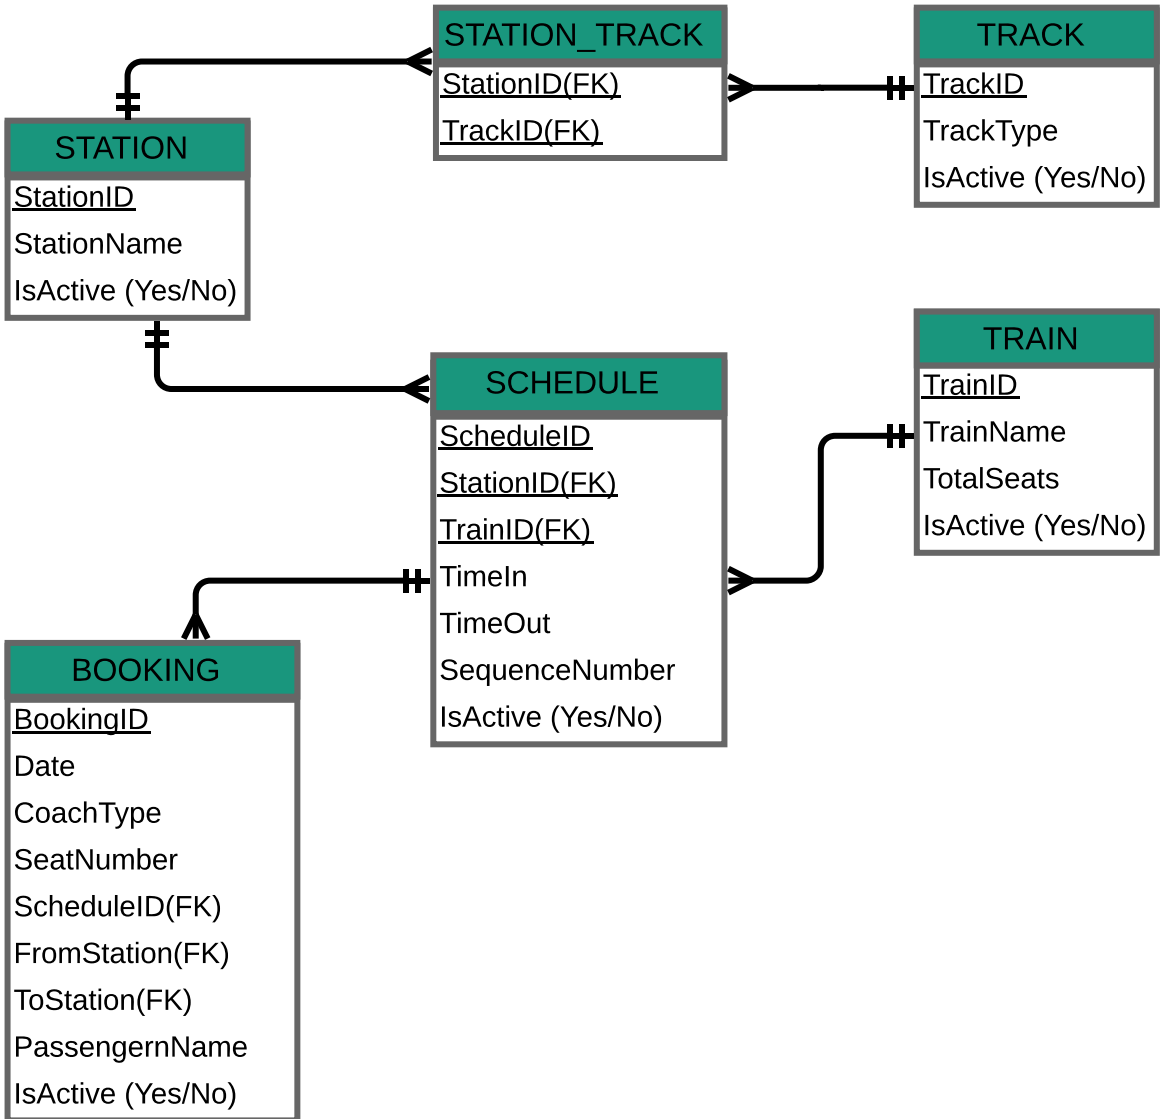 STATION_TRACK
StationID(FK)
TrackID(FK)
TRACK
TrackID
TrackType
IsActive (Yes/No)
STATION
StationID
StationName
IsActive (Yes/No)
SCHEDULE
ScheduleID
StationID(FK)
TrainID(FK)
TimeIn
TimeOut
SequenceNumber
IsActive (Yes/No)
TRAIN
TrainID
TrainName
TotalSeats
IsActive (Yes/No)
BOOKING
BookingID
Date
CoachType
SeatNumber
ScheduleID(FK)
FromStation(FK)
ToStation(FK)
PassengernName
IsActive (Yes/No)